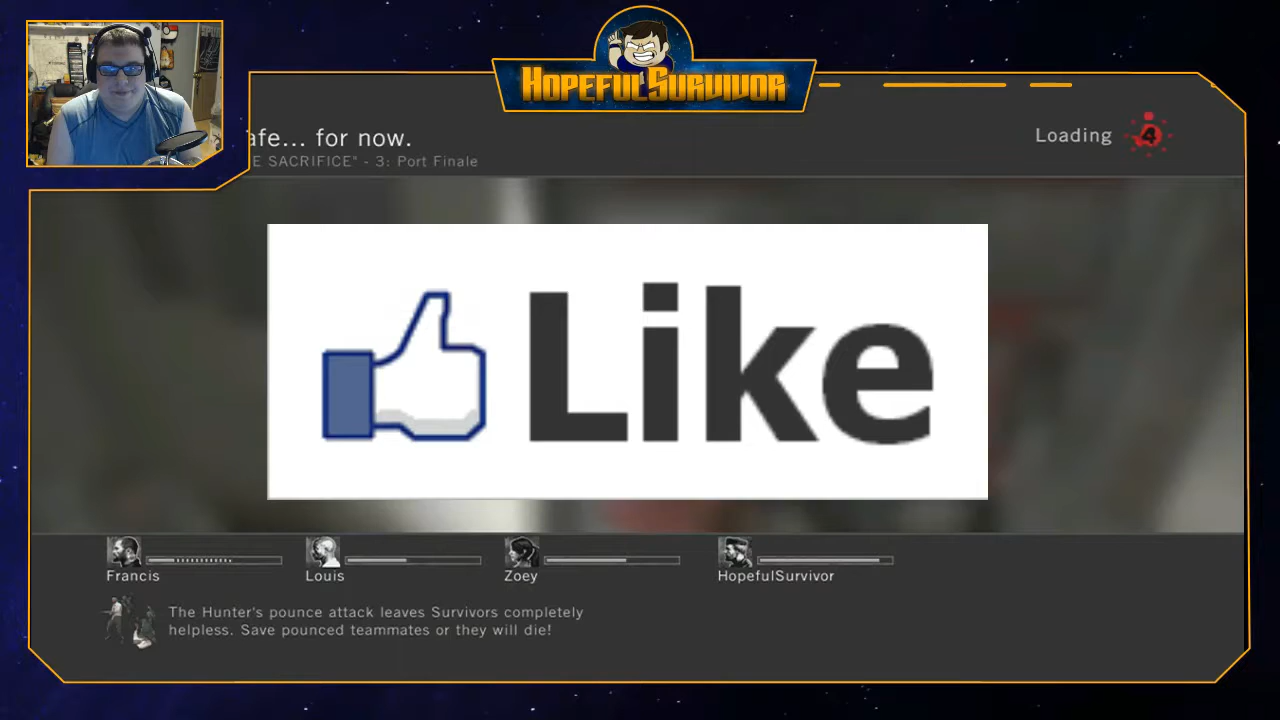 HOPEFULSURVIVOR
afe... for now.
E SACRIFICE" - 3: Port Finale
Loading
4
Like
Francis
Louis
Zoey
HopefulSurvivor
The Hunter's pounce attack leaves Survivors completely
helpless. Save pounced teammates or they will die!